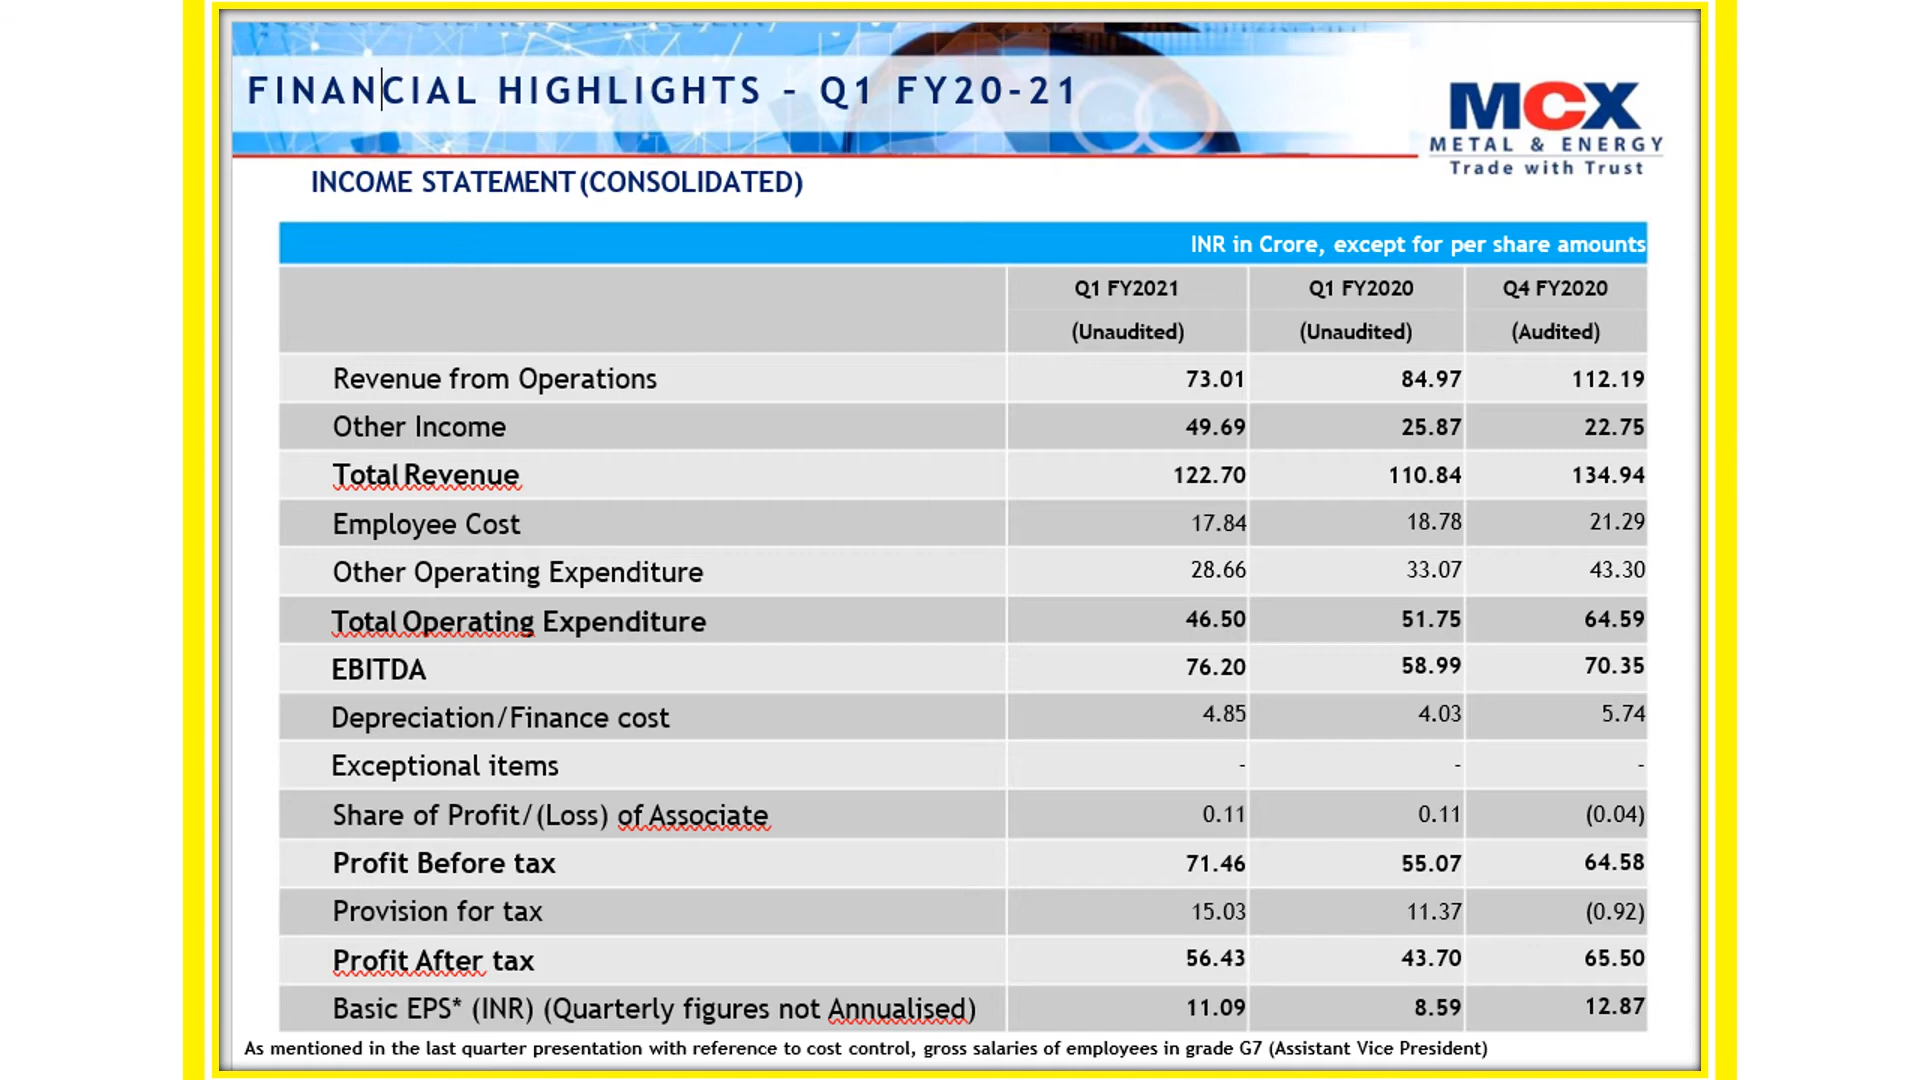 FINANCIAL HIGHLIGHTS - Q1 FY20-21
MCX
METAL & ENERGY
Trade with Trust
INCOME STATEMENT (CONSOLIDATED)
INR in Crore, except for per share amounts
Q1 FY2021 Q1 FY2020 Q4 FY2020
(Unaudited) (Unaudited) (Audited)
Revenue from Operations 73.01 84.97 112.19
Other Income 49.69 25.87 22.75
Total Revenue 122.70 110.84 134.94
Employee Cost 17.84 18.78 21.29
Other Operating Expenditure 28.66 33.07 43.30
Total Operating Expenditure 46.50 51.75 64.59
EBITDA 76.20 58.99 70.35
Depreciation/Finance cost 4.85 4.03 5.74
Exceptional items - - -
Share of Profit/(Loss) of Associate 0.11 0.11 (0.04)
Profit Before tax 71.46 55.07 64.58
Provision for tax 15.03 11.37 (0.92)
Profit After tax 56.43 43.70 65.50
Basic EPS* (INR) (Quarterly figures not Annualised) 11.09 8.59 12.87
As mentioned in the last quarter presentation with reference to cost control, gross salaries of employees in grade G7 (Assistant Vice President)